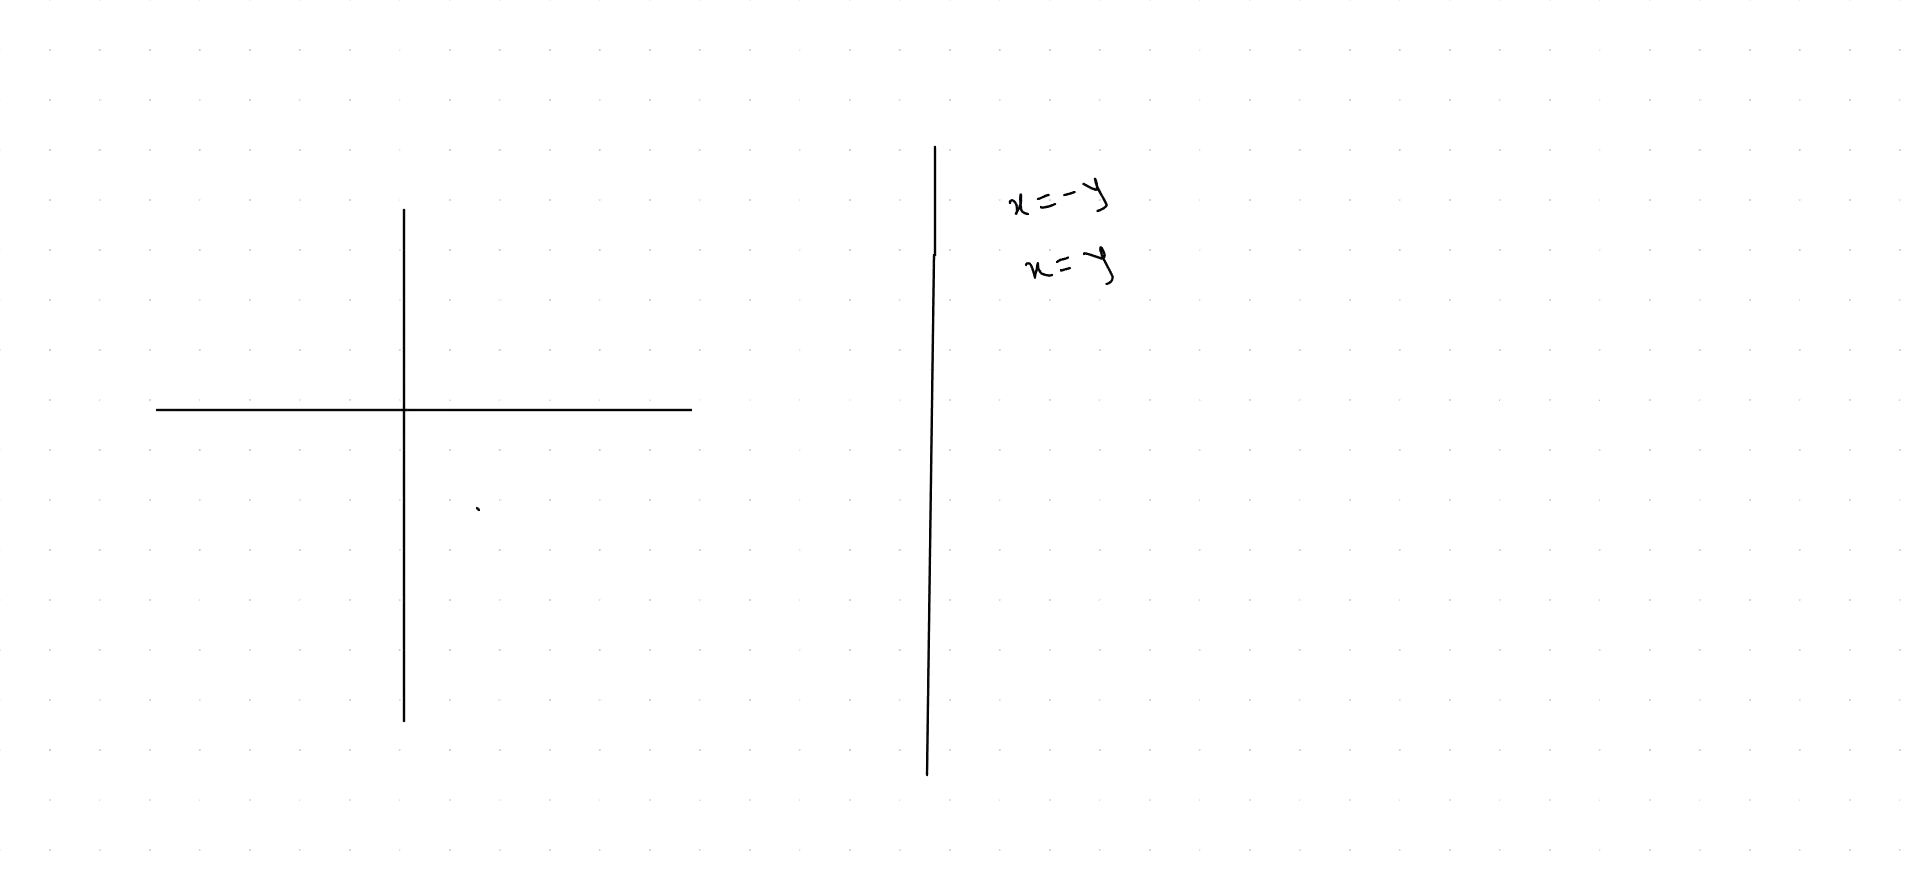 x = - y
x = y